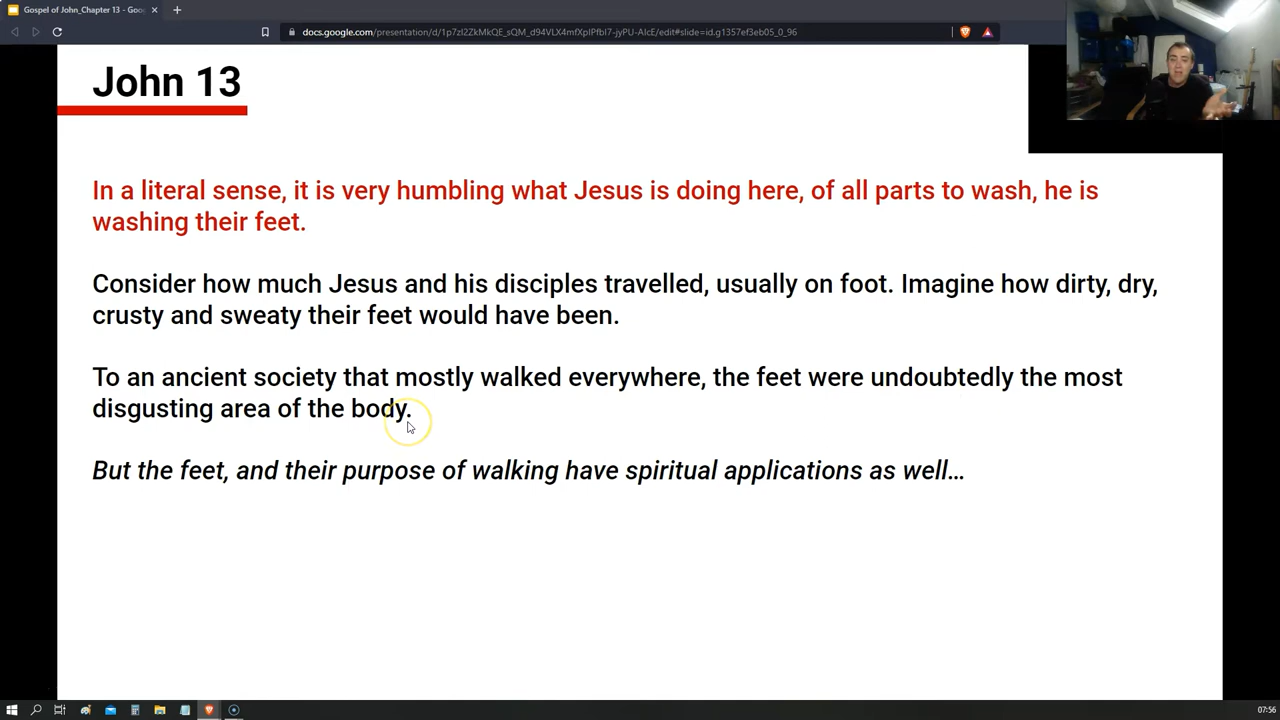 Gospel of John_Chapter 13 - Goo
docs.google.com/presentation/d/1p7zl2ZkMkQE_sQM_d94VLX4mfXpIPfbI7-jyPU-AlcE/edit#slide=id.g1357ef3eb05_0_96
John 13
In a literal sense, it is very humbling what Jesus is doing here, of all parts to wash, he is
washing their feet.
Consider how much Jesus and his disciples travelled, usually on foot. Imagine how dirty, dry,
crusty and sweaty their feet would have been.
To an ancient society that mostly walked everywhere, the feet were undoubtedly the most
disgusting area of the body.
But the feet, and their purpose of walking have spiritual applications as well…
07:56